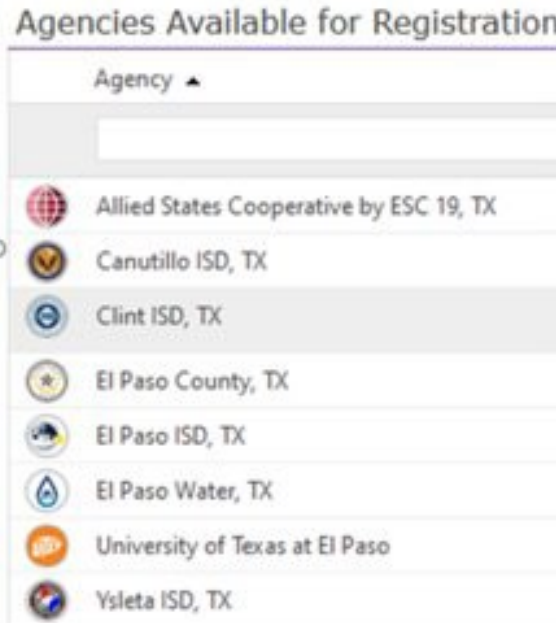 Agencies Available for Registration
Agency
Allied States Cooperative by ESC 19, TX
Canutillo ISD, TX
Clint ISD, TX
El Paso County, TX
El Paso ISD, TX
El Paso Water, TX
University of Texas at El Paso
Ysleta ISD, TX